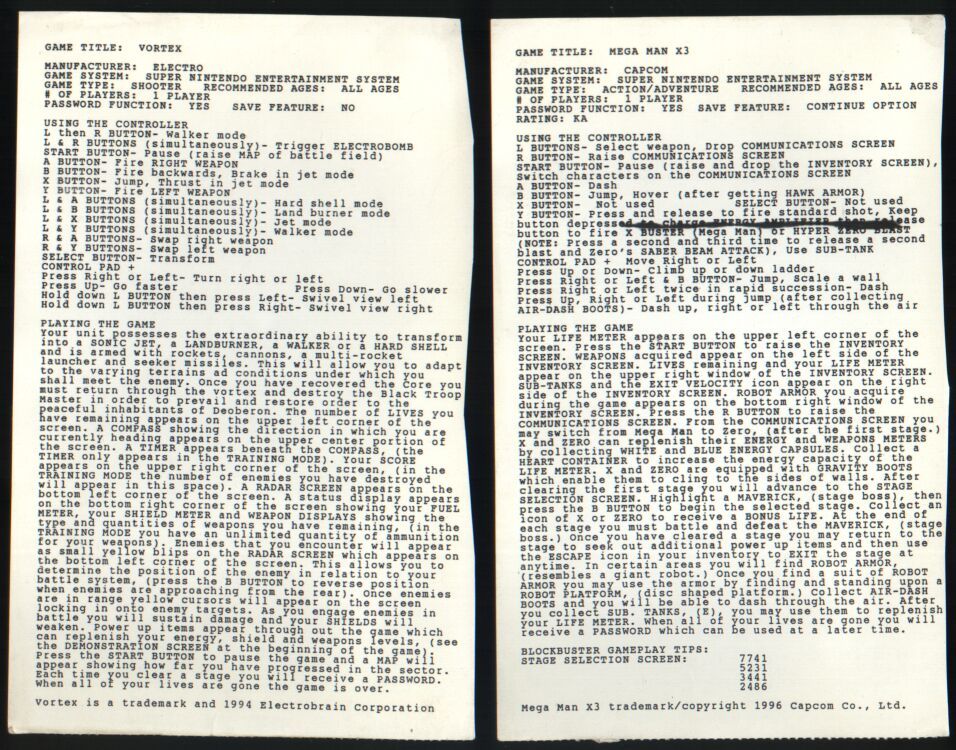 GAME TITLE: VORTEX
MANUFACTURER: ELECTRO
GAME SYSTEM: SUPER NINTENDO ENTERTAINMENT SYSTEM
GAME TYPE: SHOOTER RECOMMENDED AGES: ALL AGES
# OF PLAYERS: 1 PLAYER
PASSWORD FUNCTION: YES SAVE FEATURE: NO
USING THE CONTROLLER
L then R BUTTON- Walker mode
L & R BUTTONS (simultaneously)- Trigger ELECTROBOMB
START BUTTON- Pause (raise MAP of battle field)
A BUTTON- Fire RIGHT WEAPON
B BUTTON- Fire backwards, Brake in jet mode
X BUTTON- Jump, Thrust in jet mode
Y BUTTON- Fire LEFT WEAPON
L & A BUTTONS (simultaneously)- Hard shell mode
L & B BUTTONS (simultaneously)- Land burner mode
L & X BUTTONS (simultaneously)- Jet mode
L & Y BUTTONS (simultaneously)- Walker mode
R & A BUTTONS- Swap right weapon
R & Y BUTTONS- Swap left weapon
SELECT BUTTON- Transform
CONTROL PAD +
Press Right or Left- Turn right or left
Press Up- Go faster Press Down- Go slower
Hold down L BUTTON then press Left- Swivel view left
Hold down L BUTTON then press Right- Swivel view right
PLAYING THE GAME
Your unit possesses the extraordinary ability to transform
into a SONIC JET, a LANDBURNER, a WALKER or a HARD SHELL
and is armed with rockets, cannons, a multi-rocket
launcher and seeker missiles. This will allow you to adapt
to the varying terrains ad conditions under which you
shall meet the enemy. Once you have recovered the Core you
must return through the vortex and destroy the Black Troop
Master in order to prevail and restore order to the
peaceful inhabitants of Deoberon. The number of LIVES you
have remaining appears on the upper left corner of the
screen. A COMPASS showing the direction in which you are
currently heading appears on the upper center portion of
the screen. A TIMER appears beneath the COMPASS, (the
TIMER only appears in the TRAINING MODE). Your SCORE
appears on the upper right corner of the screen, (in the
TRAINING MODE the number of enemies you have destroyed
will appear in this space). A RADAR SCREEN appears on the
bottom left corner of the screen. A status display appears
on the bottom right corner of the screen showing your FUEL
METER, your SHIELD METER and WEAPON DISPLAYS showing the
type and quantities of weapons you have remaining, (in the
TRAINING MODE you have an unlimited quantity of ammunition
for your weapons). Enemies that you encounter will appear
as small yellow blips on the RADAR SCREEN which appears on
the bottom left corner of the screen. This allows you to
determine the position of the enemy in relation to your
battle system, (press the B BUTTON to reverse position
when enemies are approaching from the rear). Once enemies
are in range yellow cursors will appear on the screen
locking in onto enemy targets. As you engage enemies in
battle you will sustain damage and your SHIELDS will
weaken. Power up items appear through out the game which
can replenish your energy, shield and weapons levels, (see
the DEMONSTRATION SCREEN at the beginning of the game).
Press the START BUTTON to pause the game and a MAP will
appear showing how far you have progressed in the sector.
Each time you clear a stage you will receive a PASSWORD.
When all of your lives are gone the game is over.
Vortex is a trademark and 1994 Electrobrain Corporation
GAME TITLE: MEGA MAN X3
MANUFACTURER: CAPCOM
GAME SYSTEM: SUPER NINTENDO ENTERTAINMENT SYSTEM
GAME TYPE: ACTION/ADVENTURE RECOMMENDED AGES: ALL AGES
# OF PLAYERS: 1 PLAYER
PASSWORD FUNCTION: YES SAVE FEATURE: CONTINUE OPTION
RATING: KA
USING THE CONTROLLER
L BUTTONS- Select weapon, Drop COMMUNICATIONS SCREEN
R BUTTON- Raise COMMUNICATIONS SCREEN
START BUTTON- Pause (raise and drop the INVENTORY SCREEN),
Switch characters on the COMMUNICATIONS SCREEN
A BUTTON- Dash
B BUTTON- Jump, Hover (after getting HAWK ARMOR)
X BUTTON- Not used SELECT BUTTON- Not used
Y BUTTON- Press and release to fire standard shot, Keep
button depressed to charge ENERGY AMPLIFIER then release
button to fire X BUSTER (Mega Man) or HYPER ZERO BLAST
(NOTE: Press a second and third time to release a second
blast and Zero's SABER BEAM ATTACK), Use SUB-TANK
CONTROL PAD + Move Right or Left
Press Up or Down- Climb up or down ladder
Press Right or Left & B BUTTON- Jump, Scale a wall
Press Right or Left twice in rapid succession- Dash
Press Up, Right or Left during jump (after collecting
AIR-DASH BOOTS)- Dash up, right or left through the air
PLAYING THE GAME
Your LIFE METER appears on the upper left corner of the
screen. Press the START BUTTON to raise the INVENTORY
SCREEN. WEAPONS acquired appear on the left side of the
INVENTORY SCREEN. LIVES remaining and your LIFE METER
appear on the upper right window of the INVENTORY SCREEN.
SUB-TANKS and the EXIT VELOCITY icon appear on the right
side of the INVENTORY SCREEN. ROBOT ARMOR you acquire
during the game appears on the bottom right window of the
INVENTORY SCREEN. Press the R BUTTON to raise the
COMMUNICATIONS SCREEN. From the COMMUNICATIONS SCREEN you
may switch from Mega Man to Zero, (after the first stage.)
X and ZERO can replenish their ENERGY and WEAPONS METERS
by collecting WHITE and BLUE ENERGY CAPSULES. Collect a
HEART CONTAINER to increase the energy capacity of the
LIFE METER. X and ZERO are equipped with GRAVITY BOOTS
which enable them to cling to the sides of walls. After
clearing the first stage you will advance to the STAGE
SELECTION SCREEN. Highlight a MAVERICK, (stage boss), then
press the B BUTTON to begin the selected stage. Collect an
icon of X or ZERO to receive a BONUS LIFE. At the end of
each stage you must battle and defeat the MAVERICK, (stage
boss.) Once you have cleared a stage you may return to the
stage to seek out additional power up items and then use
the ESCAPE icon in your inventory to EXIT the stage at
anytime. In certain areas you will find ROBOT ARMOR,
(resembles a giant robot.) Once you find a suit of ROBOT
ARMOR you may use the armor by finding and standing upon a
ROBOT PLATFORM, (disc shaped platform.) Collect AIR-DASH
BOOTS and you will be able to dash through the air. After
you collect SUB. TANKS, (E), you may use them to replenish
your LIFE METER. When all of your lives are gone you will
receive a PASSWORD which can be used at a later time.
BLOCKBUSTER GAMEPLAY TIPS:
STAGE SELECTION SCREEN: 7741
5231
3441
2486
Mega Man X3 trademark/copyright 1996 Capcom Co., Ltd.